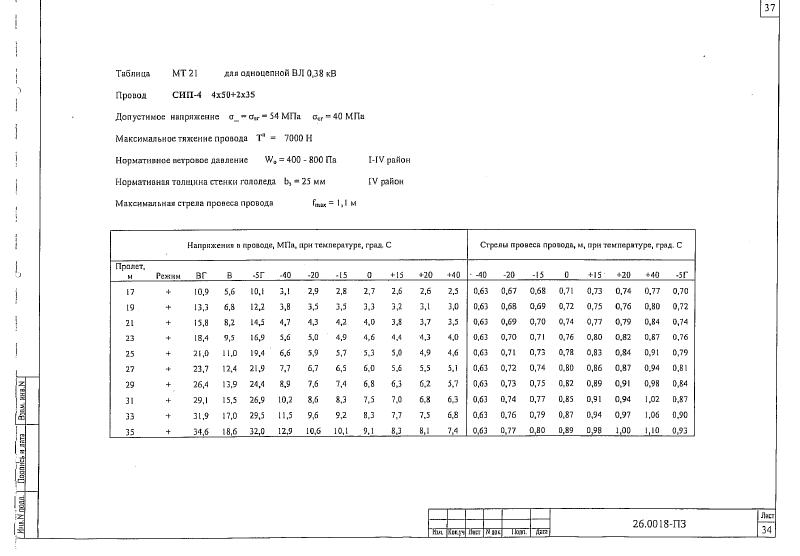 37
Таблица МТ 21 для одноцепной ВЛ 0,38 кВ
Провод СИП-4 4x50+2x35
Допустимое напряжение σ_ = σвг = 54 МПа σэг = 40 МПа
Максимальное тяжение провода Tн = 7000 Н
Нормативное ветровое давление Wо = 400 - 800 Па I-IV район
Нормативная толщина стенки гололеда bэ = 25 мм IV район
Максимальная стрела провеса провода fmax = 1,1 м
Напряжения в проводе, МПа, при температуре, град. С Стрелы провеса провода, м, при температуре, град. С
Пролет, м Режим ВГ В -5Г -40 -20 -15 0 +15 +20 +40 -40 -20 -15 0 +15 +20 +40 -5Г
17 + 10,9 5,6 10,1 3,1 2,9 2,8 2,7 2,6 2,6 2,5 0,63 0,67 0,68 0,71 0,73 0,74 0,77 0,70
19 + 13,3 6,8 12,2 3,8 3,5 3,5 3,3 3,2 3,1 3,0 0,63 0,68 0,69 0,72 0,75 0,76 0,80 0,72
21 + 15,8 8,2 14,5 4,7 4,3 4,2 4,0 3,8 3,7 3,5 0,63 0,69 0,70 0,74 0,77 0,79 0,84 0,74
23 + 18,4 9,5 16,9 5,6 5,0 4,9 4,6 4,4 4,3 4,0 0,63 0,70 0,71 0,76 0,80 0,82 0,87 0,76
25 + 21,0 11,0 19,4 6,6 5,9 5,7 5,3 5,0 4,9 4,6 0,63 0,71 0,73 0,78 0,83 0,84 0,91 0,79
27 + 23,7 12,4 21,9 7,7 6,7 6,5 6,0 5,6 5,5 5,1 0,63 0,72 0,74 0,80 0,86 0,87 0,94 0,81
29 + 26,4 13,9 24,4 8,9 7,6 7,4 6,8 6,3 6,2 5,7 0,63 0,73 0,75 0,82 0,89 0,91 0,98 0,84
31 + 29,1 15,5 26,9 10,2 8,6 8,3 7,5 7,0 6,8 6,3 0,63 0,74 0,77 0,85 0,91 0,94 1,02 0,87
33 + 31,9 17,0 29,5 11,5 9,6 9,2 8,3 7,7 7,5 6,8 0,63 0,76 0,79 0,87 0,94 0,97 1,06 0,90
35 + 34,6 18,6 32,0 12,9 10,6 10,1 9,1 8,3 8,1 7,4 0,63 0,77 0,80 0,89 0,98 1,00 1,10 0,93
Взам. инв.N
Подпись и дата
Инв.N подл.
Изм. Кол.уч Лист N док. Подп. Дата
26.0018-ПЗ
Лист
34